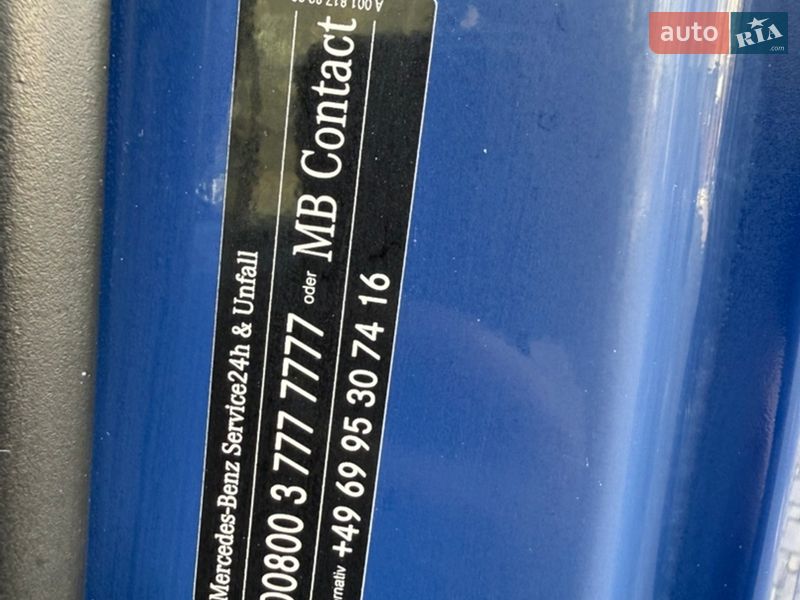 Mercedes-Benz Service24h & Unfall
00800 3 777 7777 oder MB Contact
+49 69 95 30 74 16
auto RIA .com